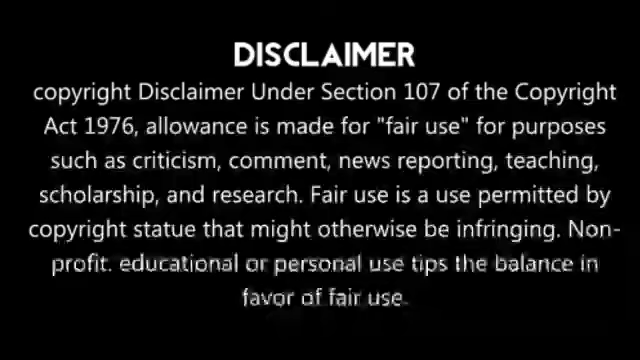 DISCLAIMER
copyright Disclaimer Under Section 107 of the Copyright
Act 1976, allowance is made for "fair use" for purposes
such as criticism, comment, news reporting, teaching,
scholarship, and research. Fair use is a use permitted by
copyright statue that might otherwise be infringing. Non-
profit. educational or personal use tips the balance in
favor of fair use.